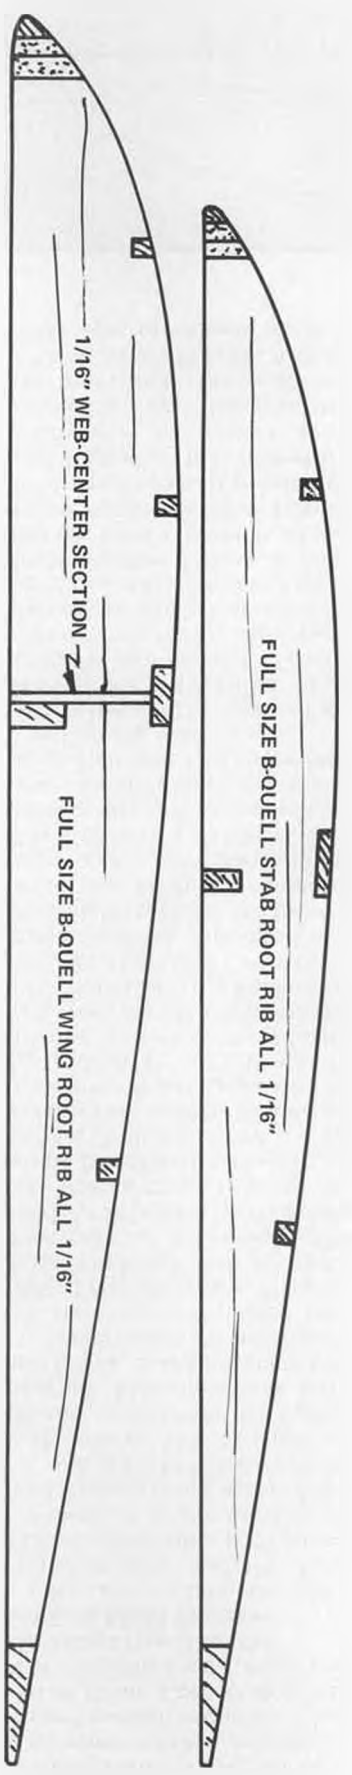 FULL SIZE B-QUELL STAB ROOT RIB ALL 1/16"
1/16" WEB-CENTER SECTION
FULL SIZE B-QUELL WING ROOT RIB ALL 1/16"